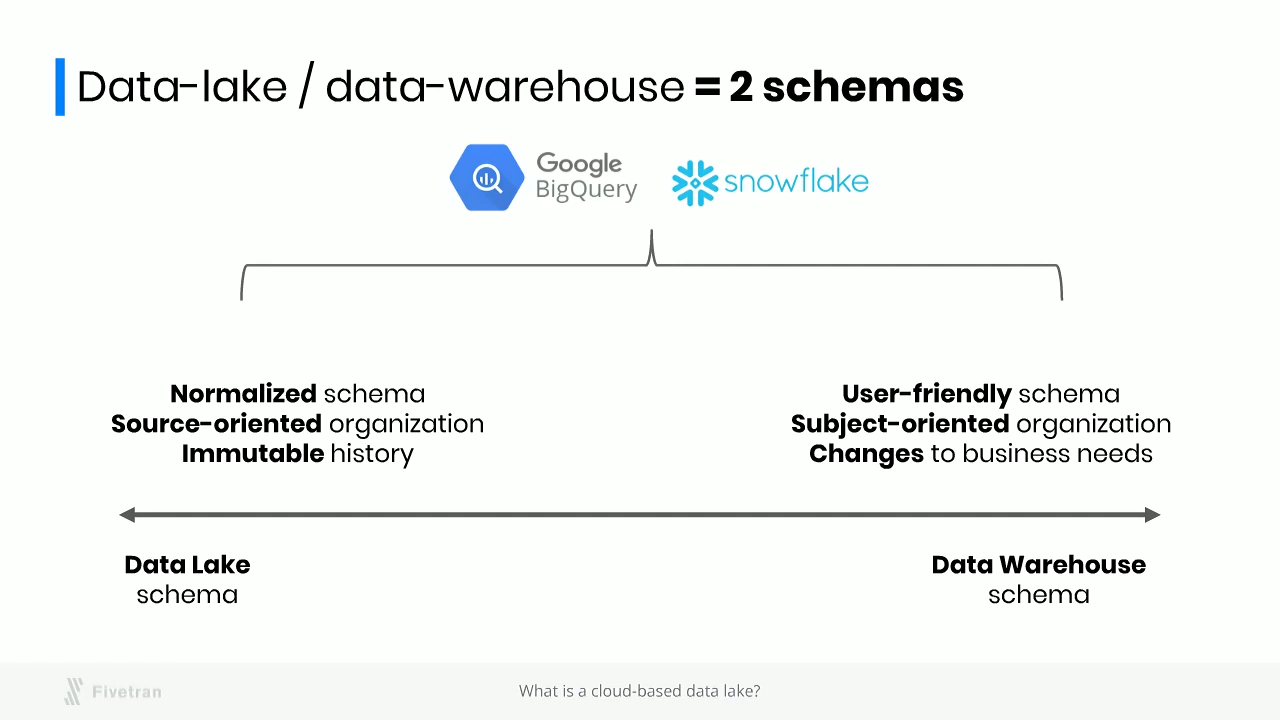 Data-lake / data-warehouse = 2 schemas
Google
BigQuery
snowflake
Normalized schema
Source-oriented organization
Immutable history
User-friendly schema
Subject-oriented organization
Changes to business needs
Data Lake
schema
Data Warehouse
schema
Fivetran
What is a cloud-based data lake?